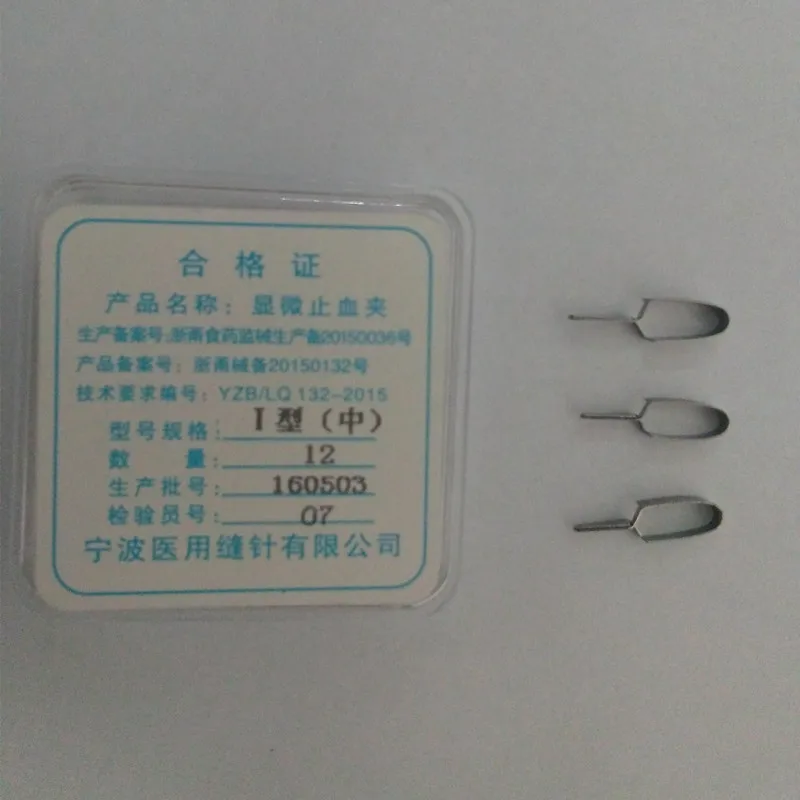 合格证
产品名称：显微止血夹
生产备案号:浙甬食药监械生产备20150036号
产品备案号：浙甬械备20150132号
技术要求编号：YZB/LQ 132-2015
型号规格：I型（中）
数　量：12
生产批号：160503
检验员号：07
宁波医用缝针有限公司